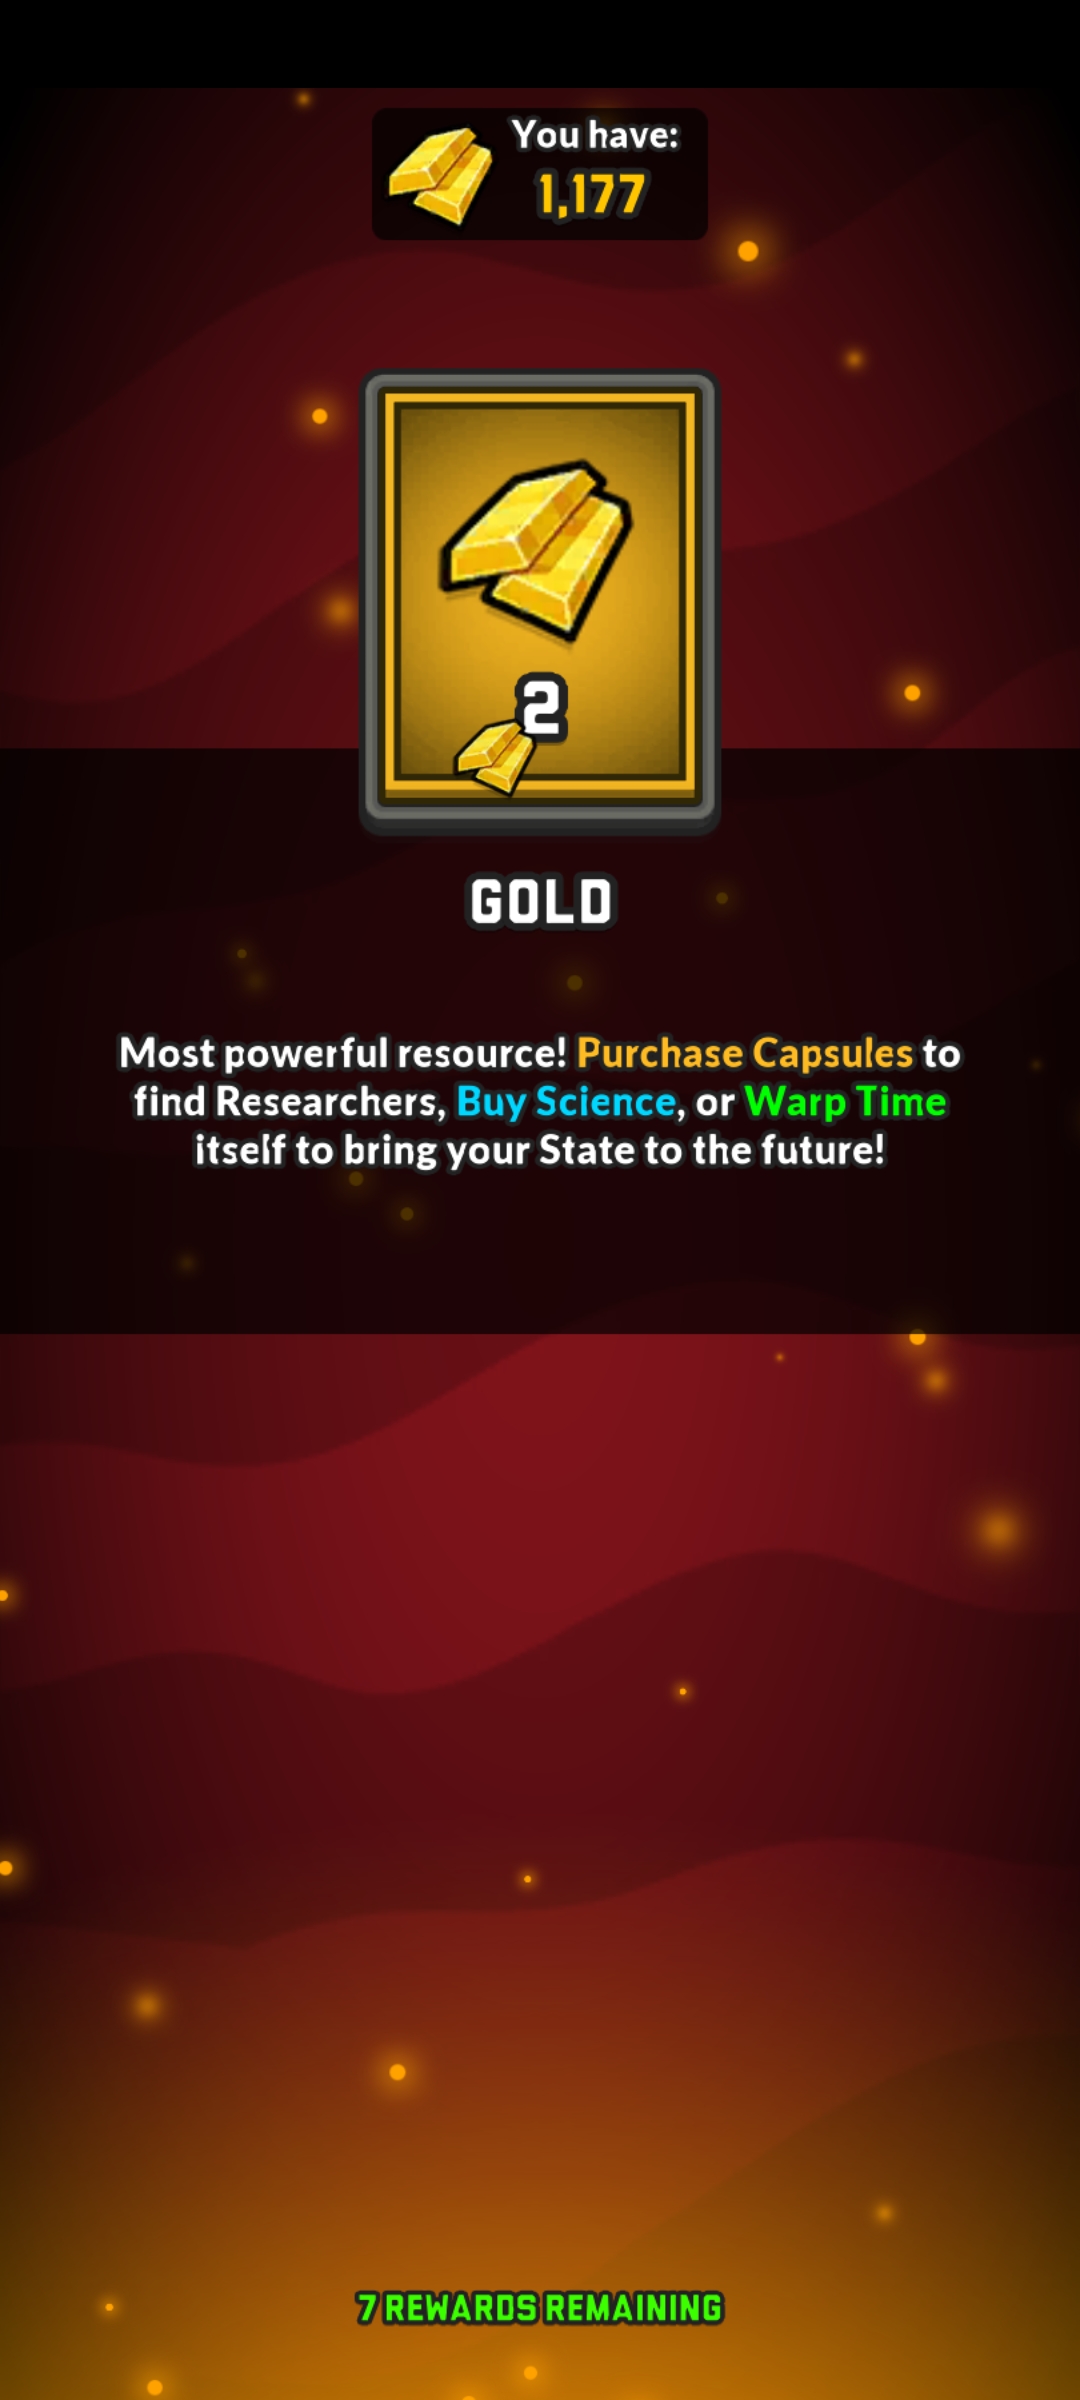 You have:
1,177
2
GOLD
Most powerful resource! Purchase Capsules to
find Researchers, Buy Science, or Warp Time
itself to bring your State to the future!
7 REWARDS REMAINING